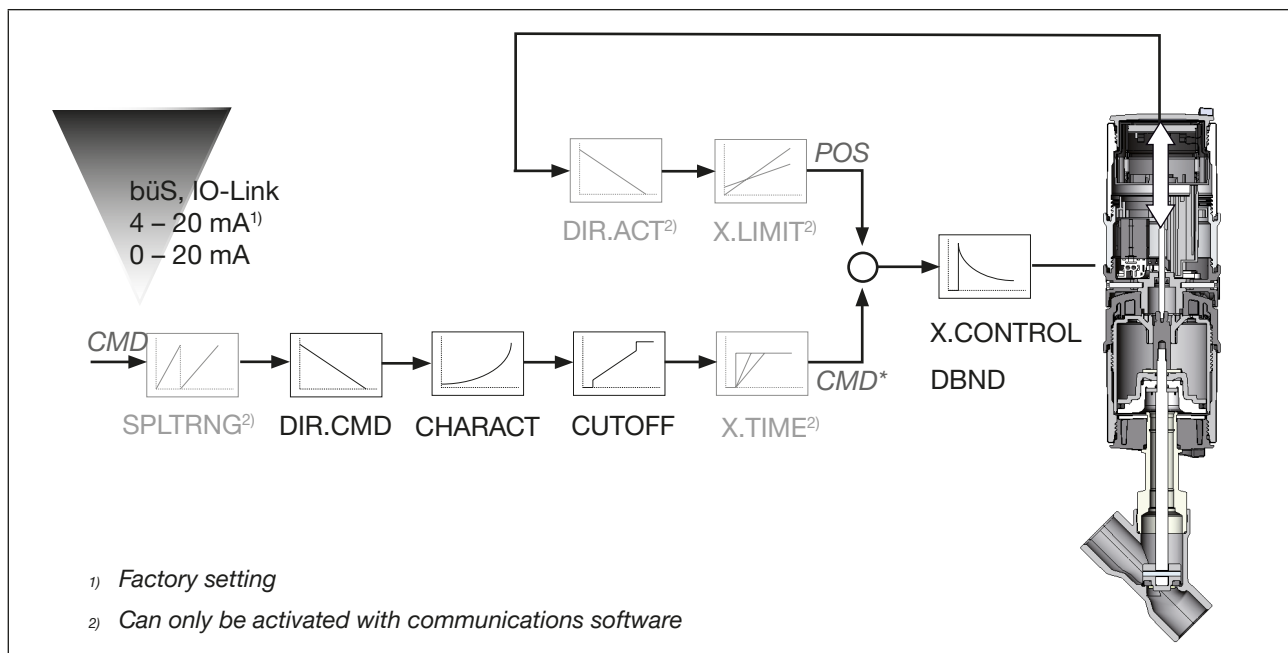 büS, IO-Link
4 – 20 mA1)
0 – 20 mA
DIR.ACT2)
X.LIMIT2)
POS
CMD
SPLTRNG2)
DIR.CMD
CHARACT
CUTOFF
X.TIME2)
CMD*
X.CONTROL
DBND
1) Factory setting
2) Can only be activated with communications software